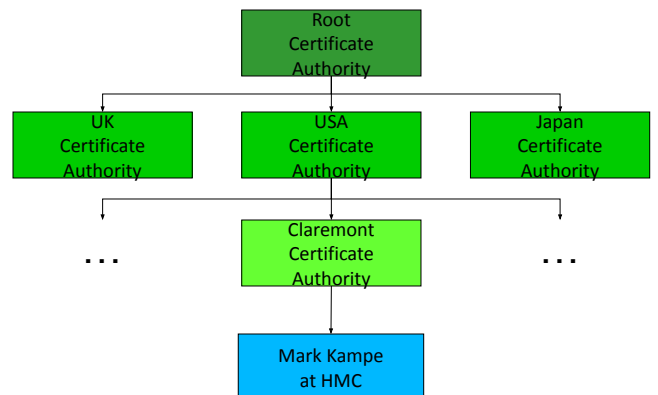 Root
Certificate
Authority
UK
Certificate
Authority
USA
Certificate
Authority
Japan
Certificate
Authority
...
Claremont
Certificate
Authority
...
Mark Kampe
at HMC